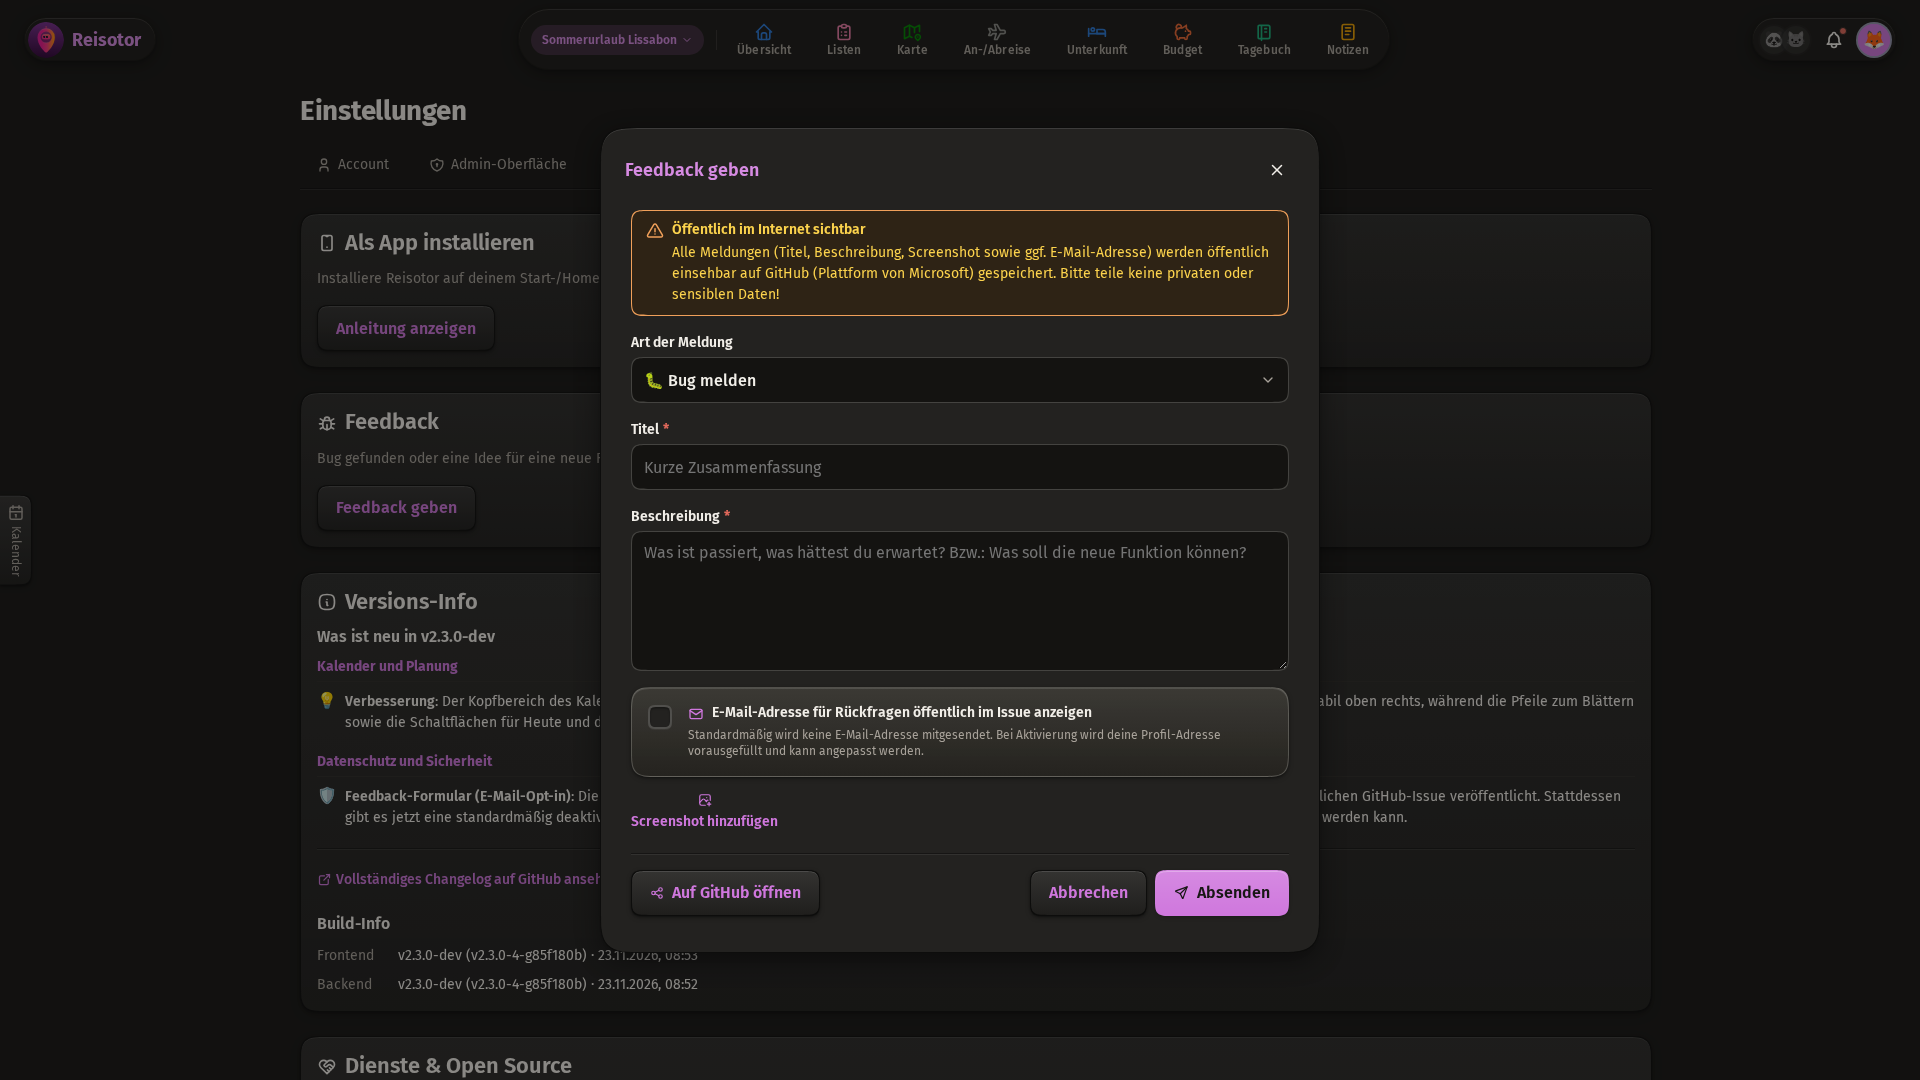 Reisotor
Sommerurlaub Lissabon
Übersicht
Listen
Karte
An-/Abreise
Unterkunft
Budget
Tagebuch
Notizen
Einstellungen
Account
Admin-Oberfläche
Als App installieren
Installiere Reisotor auf deinem Start-/Home
Anleitung anzeigen
Feedback
Bug gefunden oder eine Idee für eine neue
Feedback geben
Kalender
Versions-Info
Was ist neu in v2.3.0-dev
Kalender und Planung
Verbesserung: Der Kopfbereich des
abil oben rechts, während die Pfeile zum Blättern
sowie die Schaltflächen für Heute und
Datenschutz und Sicherheit
Feedback-Formular (E-Mail-Opt-in): Die
lichen GitHub-Issue veröffentlicht. Stattdessen
gibt es jetzt eine standardmäßig
werden kann.
Vollständiges Changelog auf GitHub
Build-Info
Frontend v2.3.0-dev (v2.3.0-4-g85f180b) · 23.11.2026, 08:53
Backend v2.3.0-dev (v2.3.0-4-g85f180b) · 23.11.2026, 08:52
Dienste & Open Source
Feedback geben
Öffentlich im Internet sichtbar
Alle Meldungen (Titel, Beschreibung, Screenshot sowie ggf. E-Mail-Adresse) werden öffentlich
einsehbar auf GitHub (Plattform von Microsoft) gespeichert. Bitte teile keine privaten oder
sensiblen Daten!
Art der Meldung
Bug melden
Titel *
Kurze Zusammenfassung
Beschreibung *
Was ist passiert, was hättest du erwartet? Bzw.: Was soll die neue Funktion können?
E-Mail-Adresse für Rückfragen öffentlich im Issue anzeigen
Standardmäßig wird keine E-Mail-Adresse mitgesendet. Bei Aktivierung wird deine Profil-Adresse
vorausgefüllt und kann angepasst werden.
Screenshot hinzufügen
Auf GitHub öffnen
Abbrechen
Absenden